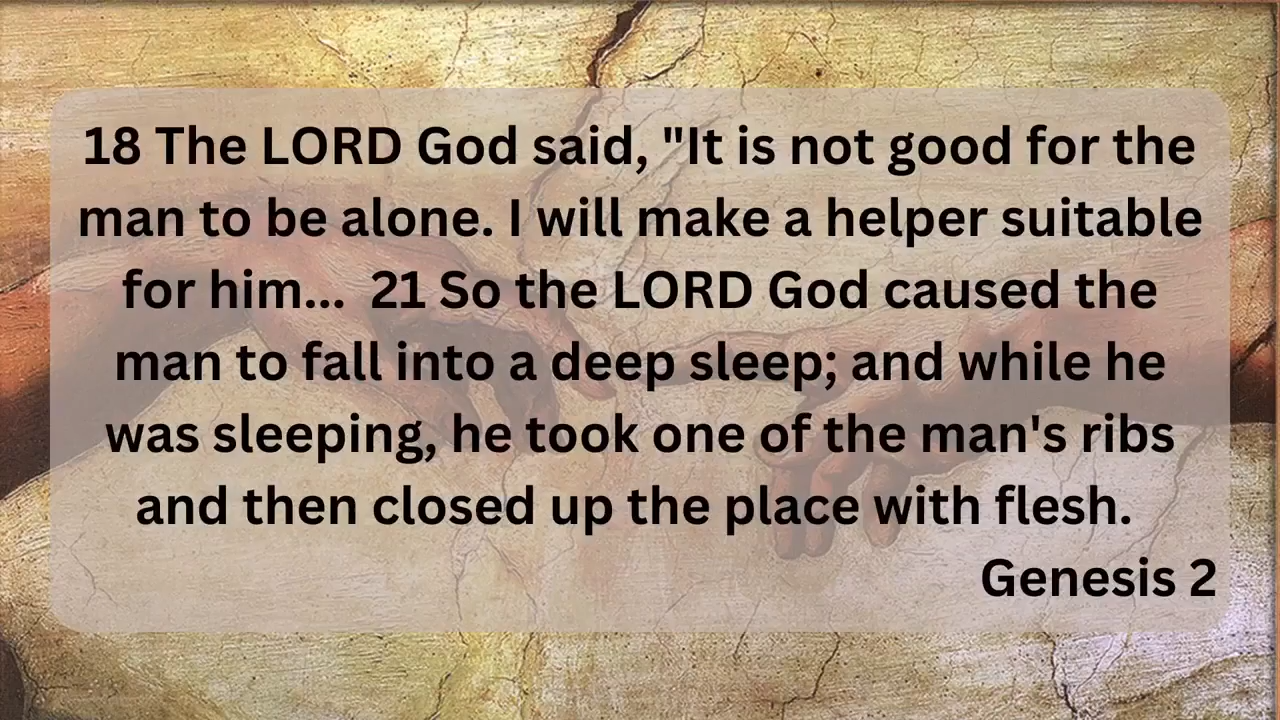 18 The LORD God said, "It is not good for the
man to be alone. I will make a helper suitable
for him...  21 So the LORD God caused the
man to fall into a deep sleep; and while he
was sleeping, he took one of the man's ribs
and then closed up the place with flesh.
Genesis 2